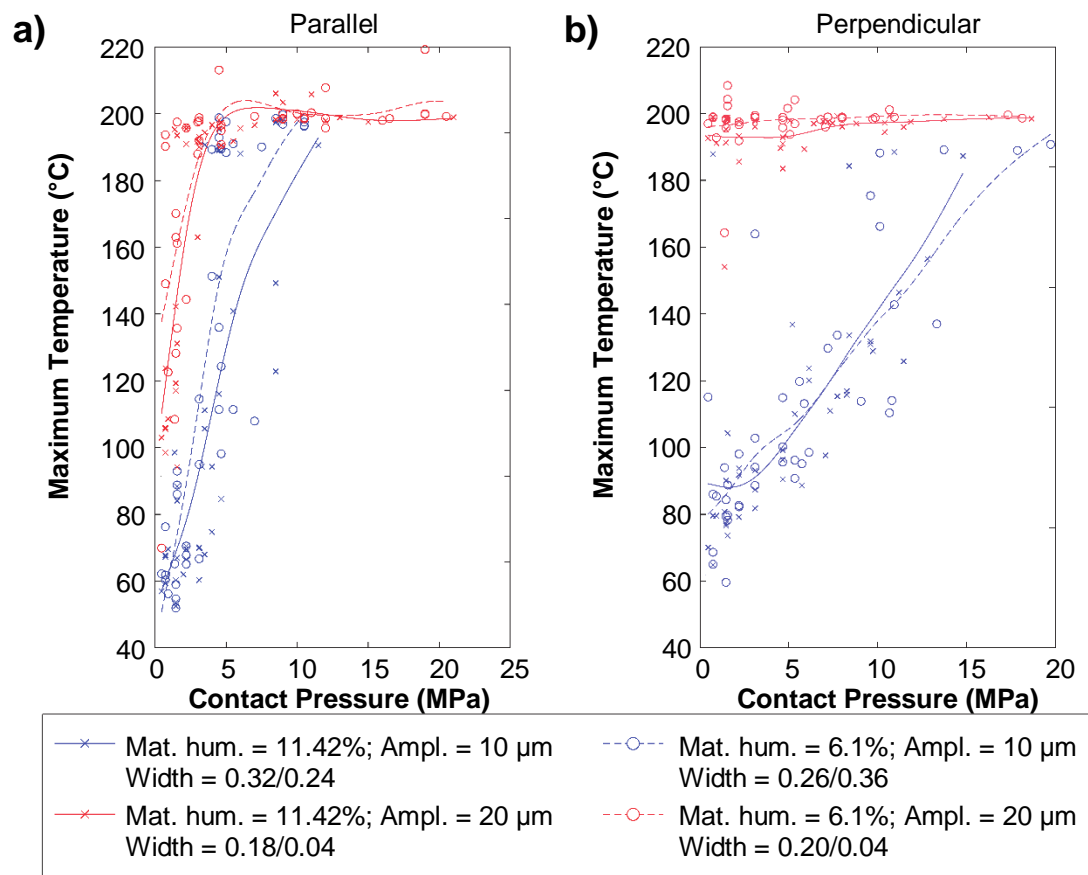 a)
Parallel
220
200
180
160
140
120
100
80
60
40
0
5
10
15
20
25
Maximum Temperature (°C)
Contact Pressure (MPa)
b)
Perpendicular
220
200
180
160
140
120
100
80
60
40
0
5
10
15
20
Maximum Temperature (°C)
Contact Pressure (MPa)
Mat. hum. = 11.42%; Ampl. = 10 µm
Width = 0.32/0.24
Mat. hum. = 6.1%; Ampl. = 10 µm
Width = 0.26/0.36
Mat. hum. = 11.42%; Ampl. = 20 µm
Width = 0.18/0.04
Mat. hum. = 6.1%; Ampl. = 20 µm
Width = 0.20/0.04